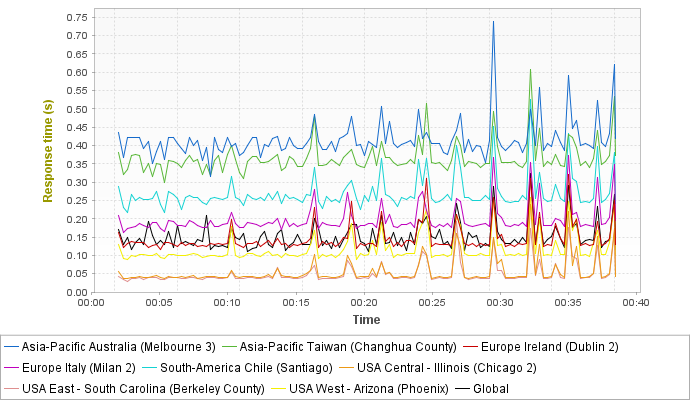 Response time (s)
0.75
0.70
0.65
0.60
0.55
0.50
0.45
0.40
0.35
0.30
0.25
0.20
0.15
0.10
0.05
0.00
00:00 00:05 00:10 00:15 00:20 00:25 00:30 00:35 00:40
Time
Asia-Pacific Australia (Melbourne 3) Asia-Pacific Taiwan (Changhua County) Europe Ireland (Dublin 2)
Europe Italy (Milan 2) South-America Chile (Santiago) USA Central - Illinois (Chicago 2)
USA East - South Carolina (Berkeley County) USA West - Arizona (Phoenix) Global